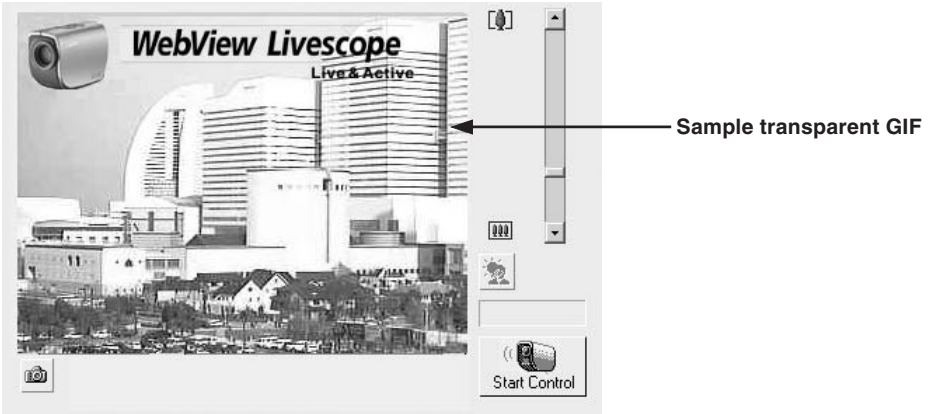 WebView Livescope
Live & Active
Sample transparent GIF
Start Control